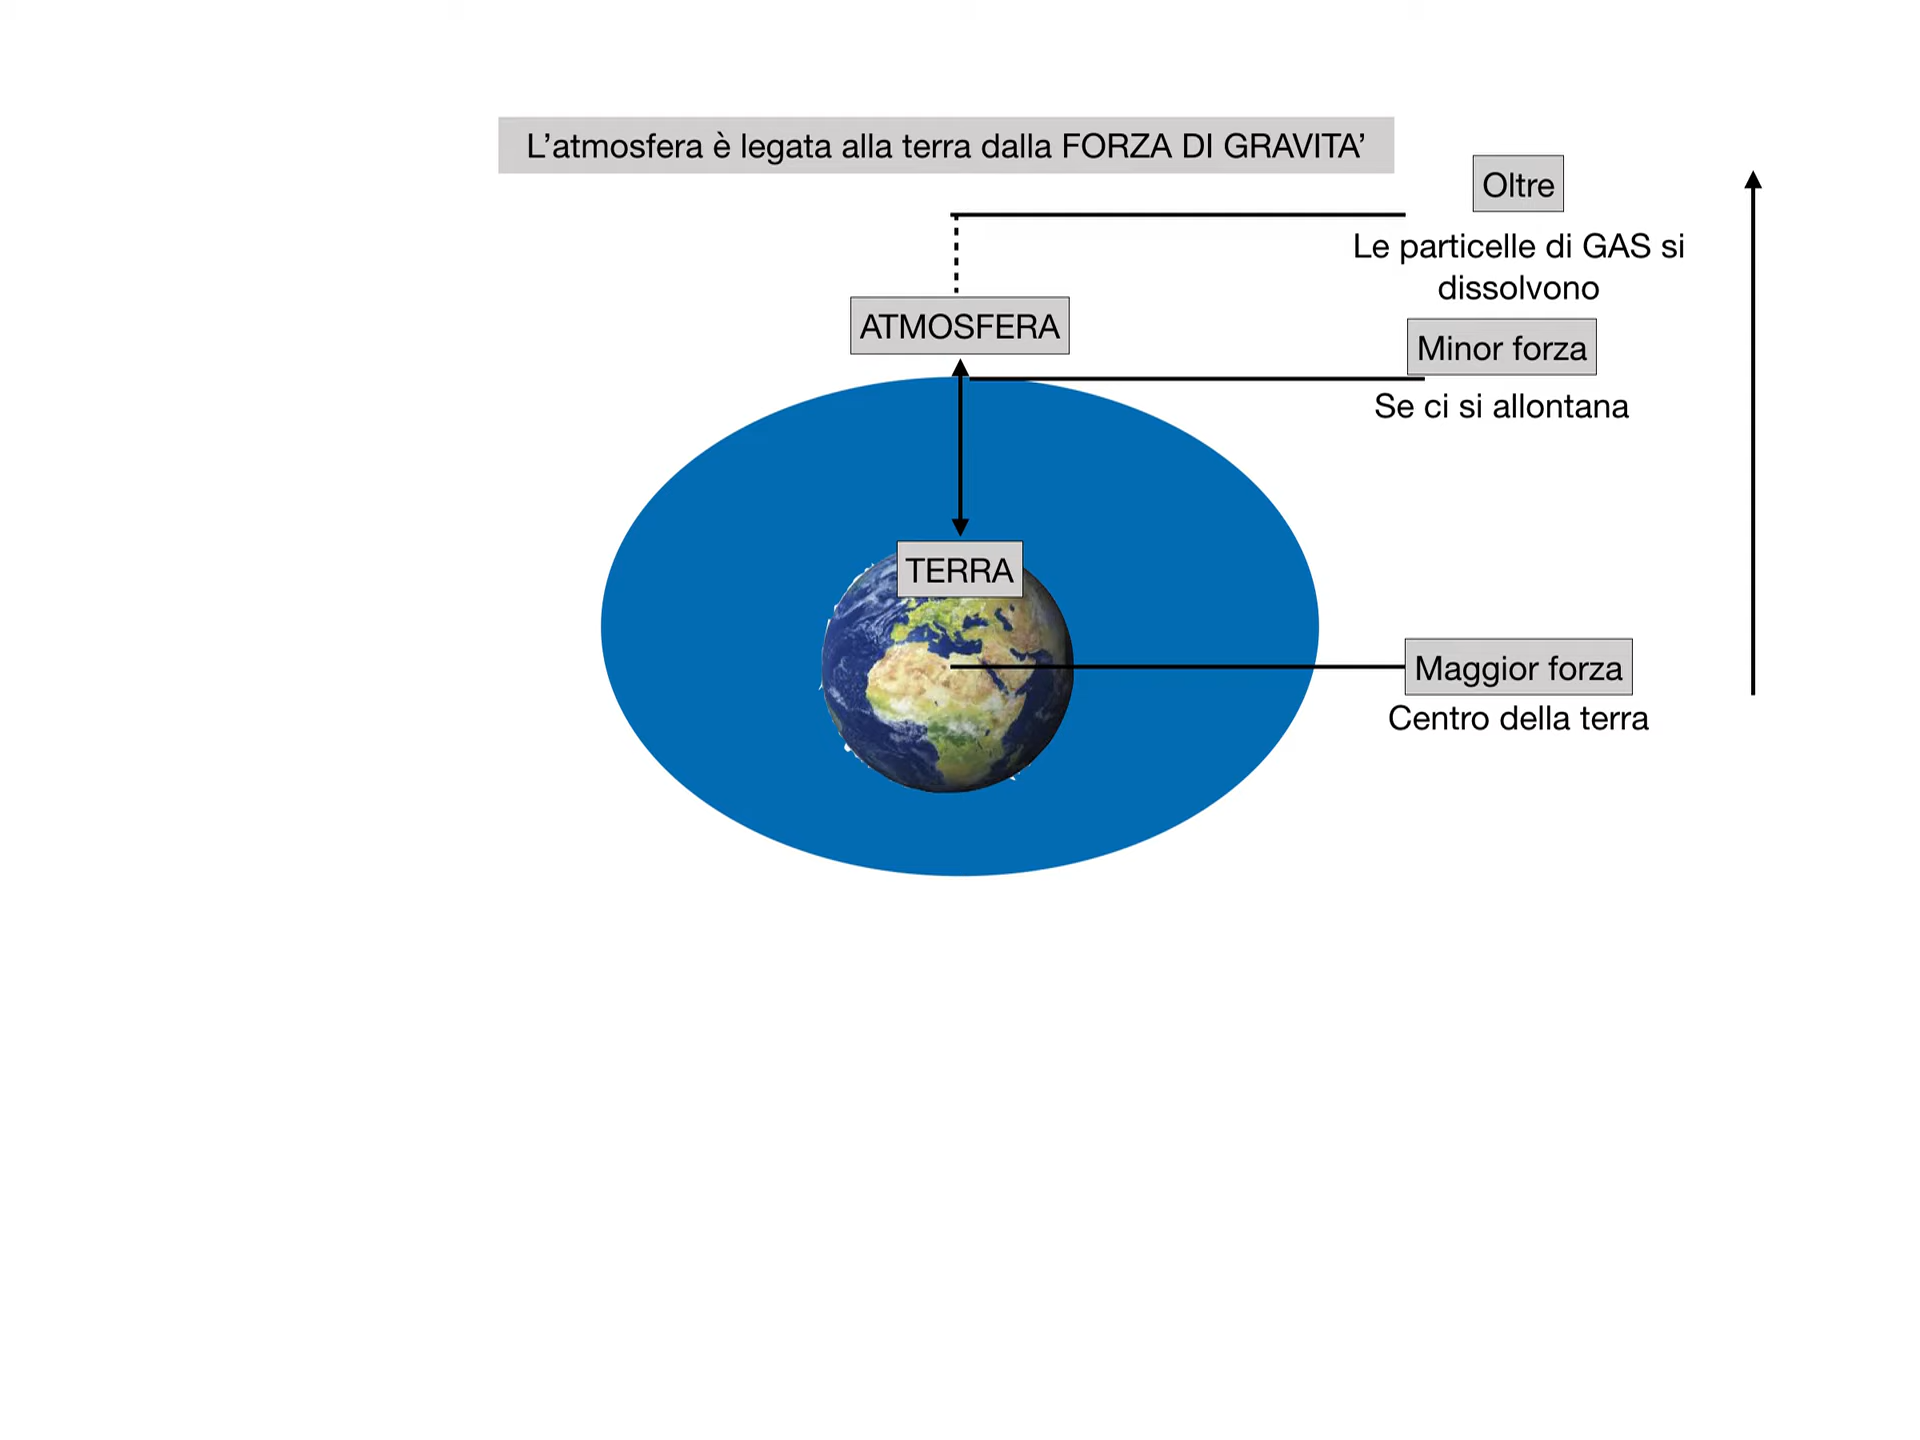 L’atmosfera è legata alla terra dalla FORZA DI GRAVITA’
Oltre
Le particelle di GAS si
dissolvono
ATMOSFERA
Minor forza
Se ci si allontana
TERRA
Maggior forza
Centro della terra